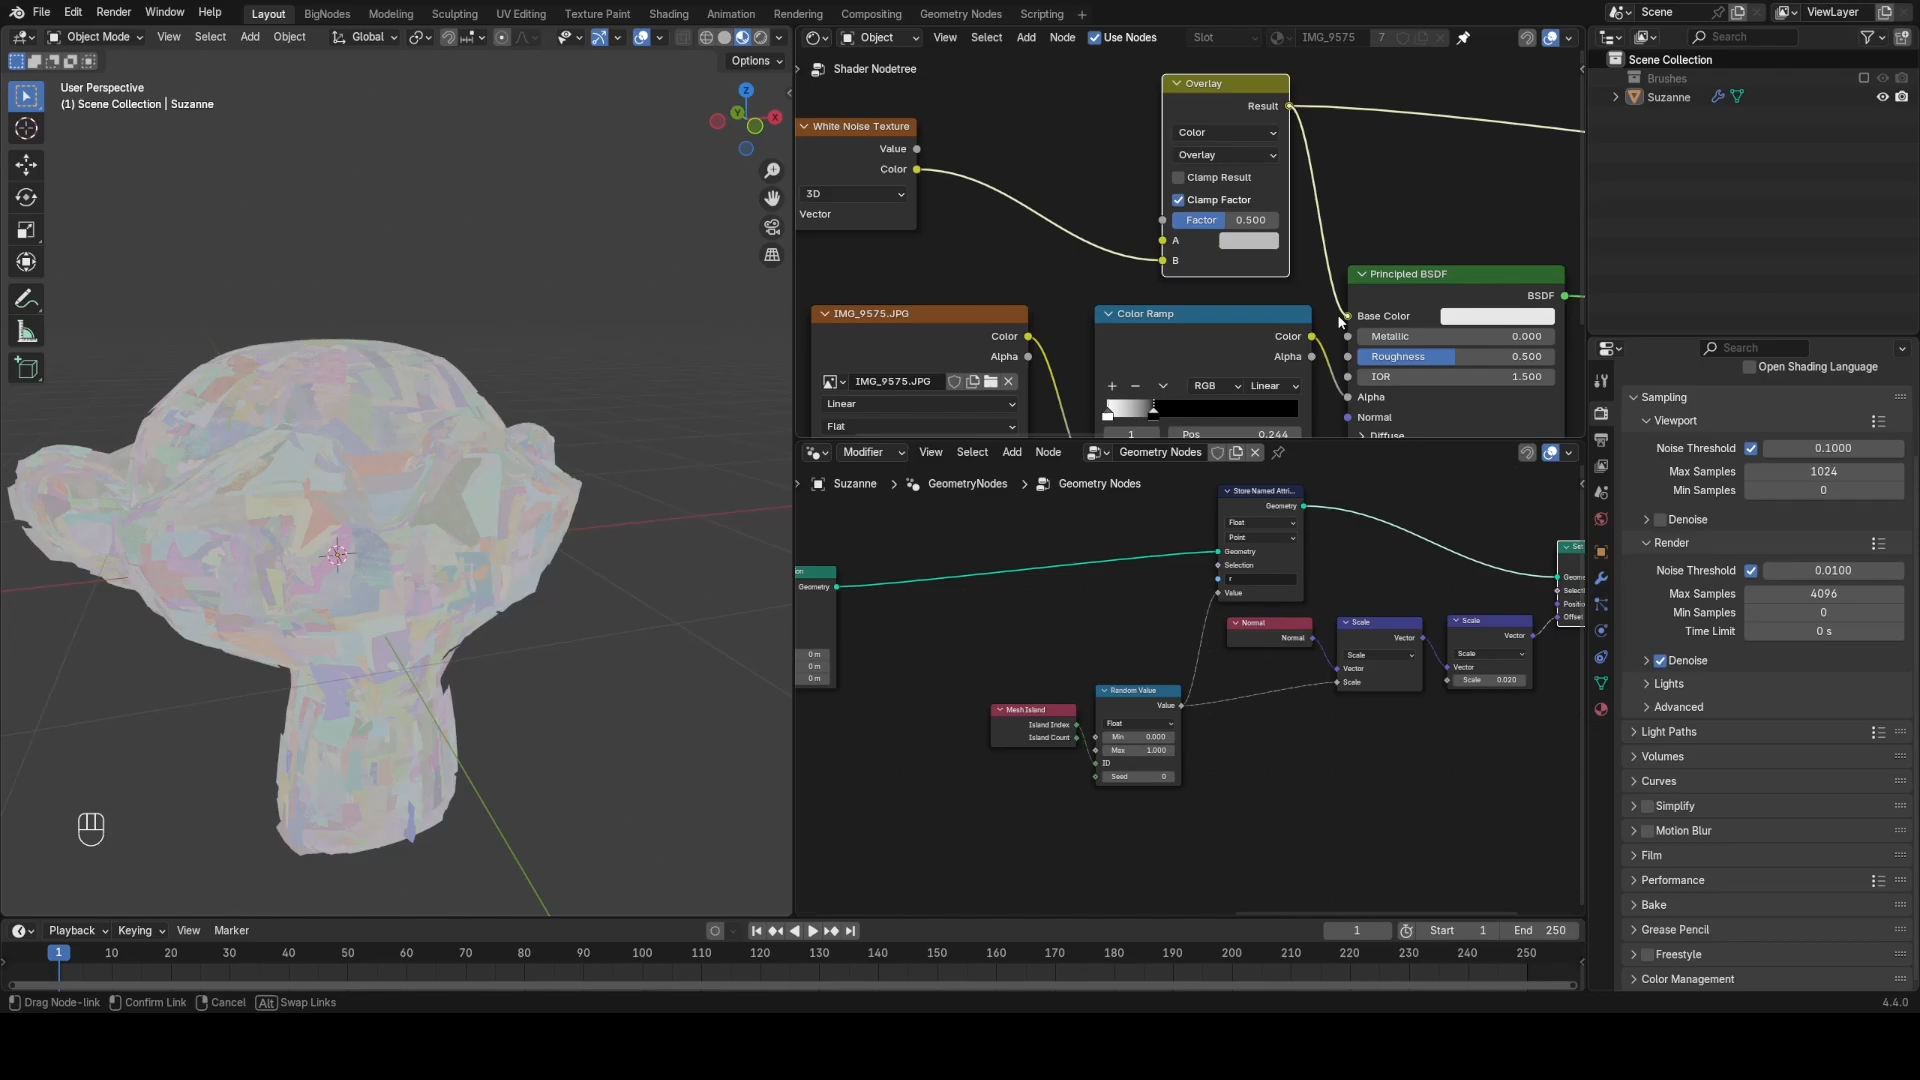 File Edit Render Window Help Layout BigNodes Modeling Sculpting UV Editing Texture Paint Shading Animation Rendering Compositing Geometry Nodes Scripting + Scene ViewLayer
Object Mode View Select Add Object Global
Options
User Perspective
(1) Scene Collection | Suzanne
Z
Y
X
Object View Select Add Node Use Nodes Slot IMG_9575 7
Shader Nodetree
White Noise Texture
Value
Color
3D
Vector
Overlay
Result
Color
Overlay
Clamp Result
Clamp Factor
Factor 0.500
A
B
IMG_9575.JPG
Color
Alpha
IMG_9575.JPG
Linear
Flat
Color Ramp
Color
Alpha
RGB Linear
1 Pos 0.244
Principled BSDF
BSDF
Base Color
Metallic 0.000
Roughness 0.500
IOR 1.500
Alpha
Normal
Diffuse
Modifier View Select Add Node Geometry Nodes
Suzanne GeometryNodes Geometry Nodes
on
Geometry
0 m
0 m
0 m
Store Named Attri...
Geometry
Float
Point
Geometry
Selection
r
Value
Normal
Normal
Scale
Vector
Scale
Vector
Scale
Scale
Vector
Scale
Vector
Scale 0.020
Set
Geome
Selecti
Positio
Offset
Mesh Island
Island Index
Island Count
Random Value
Value
Float
Min 0.000
Max 1.000
ID
Seed 0
Search
Scene Collection
Brushes
Suzanne
Search
Open Shading Language
Sampling
Viewport
Noise Threshold 0.1000
Max Samples 1024
Min Samples 0
Denoise
Render
Noise Threshold 0.0100
Max Samples 4096
Min Samples 0
Time Limit 0 s
Denoise
Lights
Advanced
Light Paths
Volumes
Curves
Simplify
Motion Blur
Film
Performance
Bake
Grease Pencil
Freestyle
Color Management
Playback Keying View Marker 1 Start 1 End 250
1 10 20 30 40 50 60 70 80 90 100 110 120 130 140 150 160 170 180 190 200 210 220 230 240 250
Drag Node-link Confirm Link Cancel Alt Swap Links 4.4.0